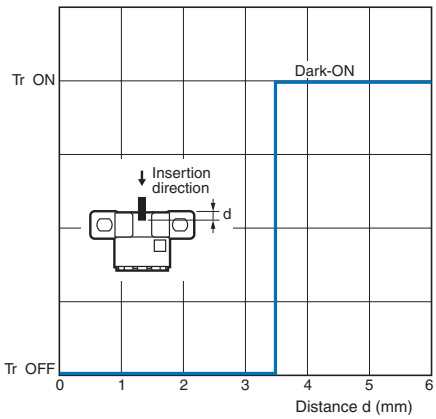 Tr ON
Dark-ON
Insertion
direction
d
Tr OFF
0 1 2 3 4 5 6
Distance d (mm)